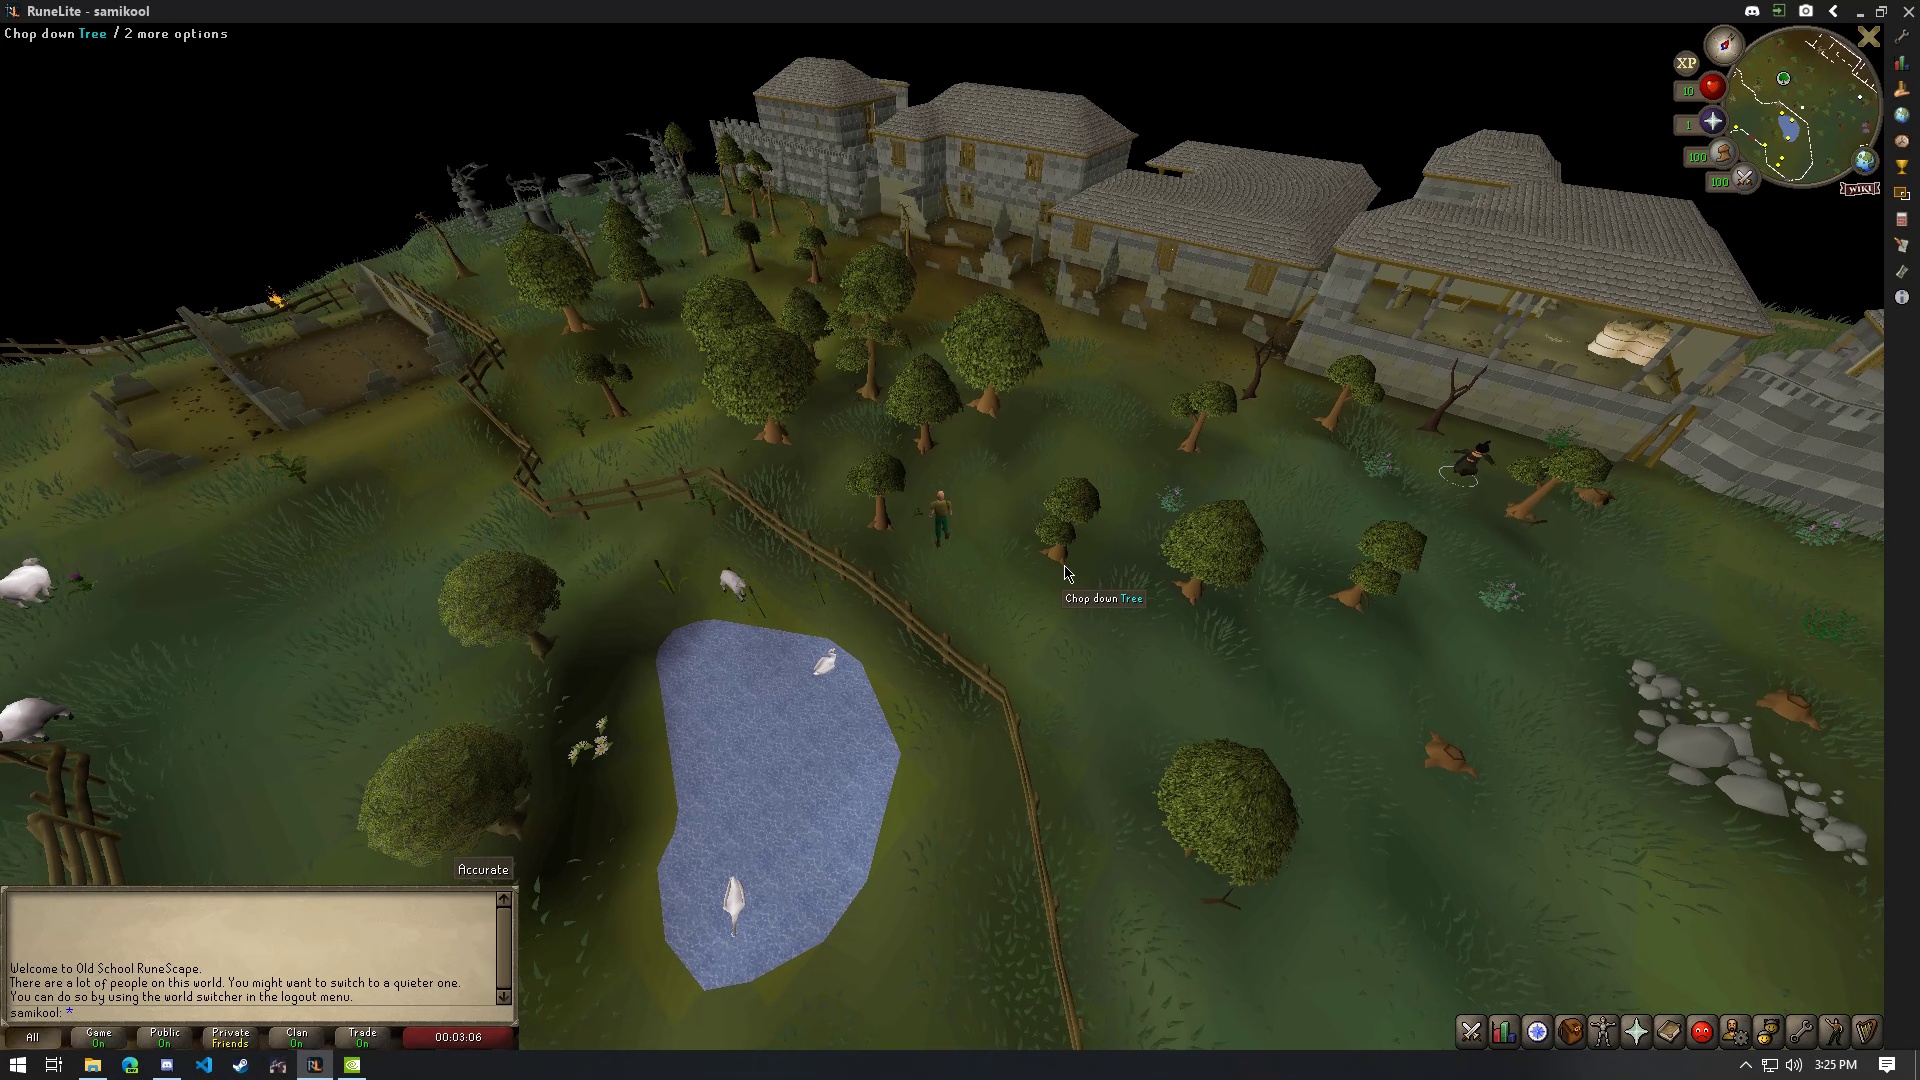 RuneLite - samikool
Chop down Tree / 2 more options
XP
10
1
100
100
WIKI
Chop down Tree
Accurate
Welcome to Old School RuneScape.
There are a lot of people on this world. You might want to switch to a quieter one.
You can do so by using the world switcher in the logout menu.
samikool: *
All
Game
On
Public
On
Private
Friends
Clan
On
Trade
On
00:03:06
3:25 PM